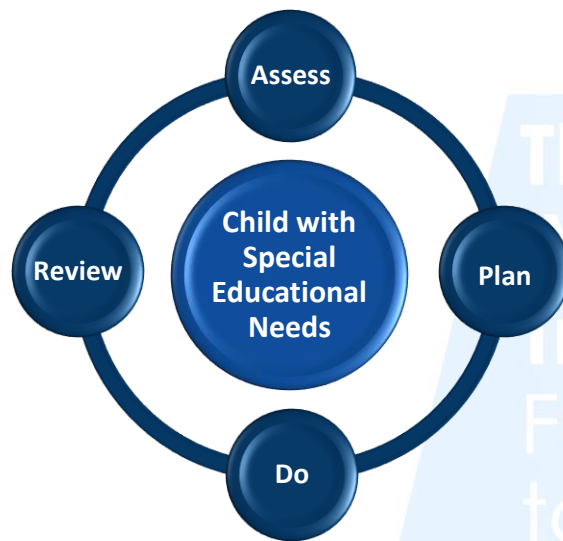 Assess
Child with
Special
Educational
Needs
Review
Plan
Do